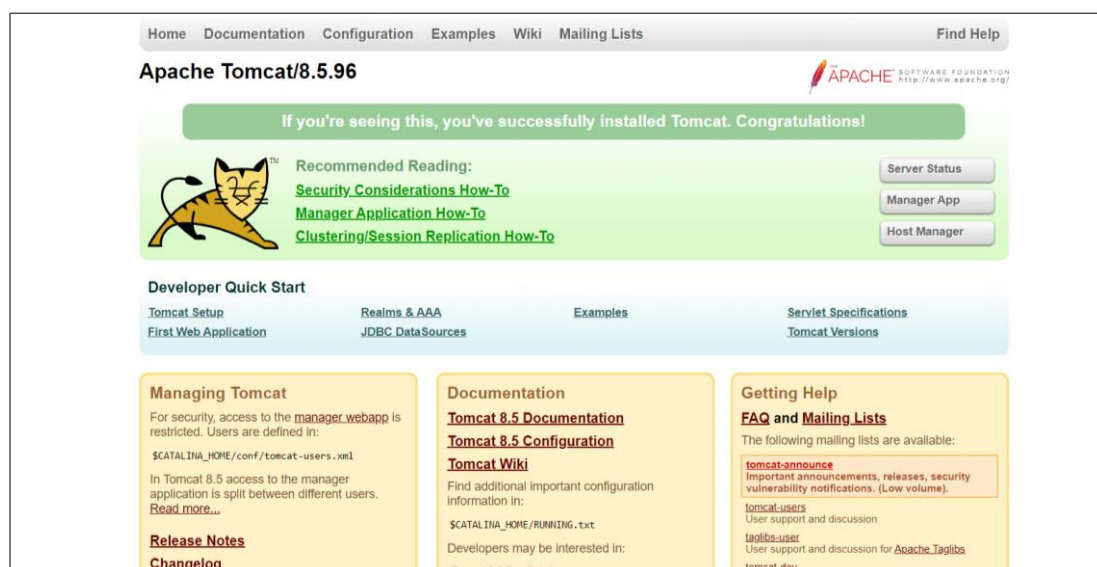 Home Documentation Configuration Examples Wiki Mailing Lists Find Help
Apache Tomcat/8.5.96
APACHE SOFTWARE FOUNDATION
http://www.apache.org/
If you're seeing this, you've successfully installed Tomcat. Congratulations!
TM
Recommended Reading:
Security Considerations How-To
Manager Application How-To
Clustering/Session Replication How-To
Server Status
Manager App
Host Manager
Developer Quick Start
Tomcat Setup
First Web Application
Realms & AAA
JDBC DataSources
Examples
Servlet Specifications
Tomcat Versions
Managing Tomcat
For security, access to the manager webapp is
restricted. Users are defined in:
$CATALINA_HOME/conf/tomcat-users.xml
In Tomcat 8.5 access to the manager
application is split between different users.
Read more...
Release Notes
Changelog
Documentation
Tomcat 8.5 Documentation
Tomcat 8.5 Configuration
Tomcat Wiki
Find additional important configuration
information in:
$CATALINA_HOME/RUNNING.txt
Developers may be interested in:
Getting Help
FAQ and Mailing Lists
The following mailing lists are available:
tomcat-announce
Important announcements, releases, security
vulnerability notifications. (Low volume).
tomcat-users
User support and discussion
taglibs-user
User support and discussion for Apache Taglibs
tomcat-dev